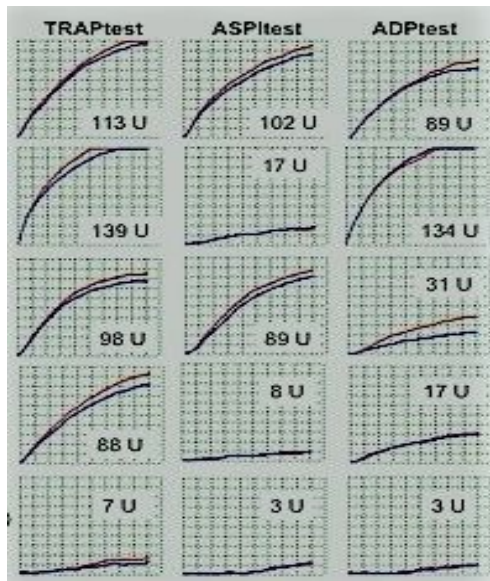 TRAPtest ASPItest ADPtest
113 U 102 U 89 U
17 U
139 U 134 U
31 U
98 U 89 U
8 U 17 U
88 U
7 U 3 U 3 U